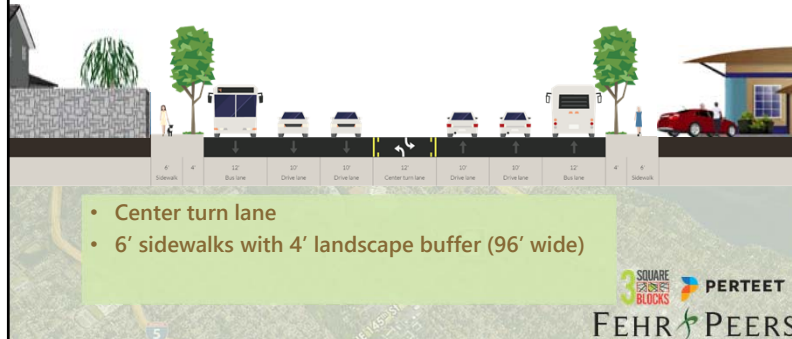 6' 4' 12' 10' 10' 12' 10' 10' 12' 4' 6'
Sidewalk Bus lane Drive lane Drive lane Center turn lane Drive lane Drive lane Bus lane Sidewalk
• Center turn lane
• 6' sidewalks with 4' landscape buffer (96' wide)
3 SQUARE
BLOCKS
PERTEET
FEHR PEERS
5